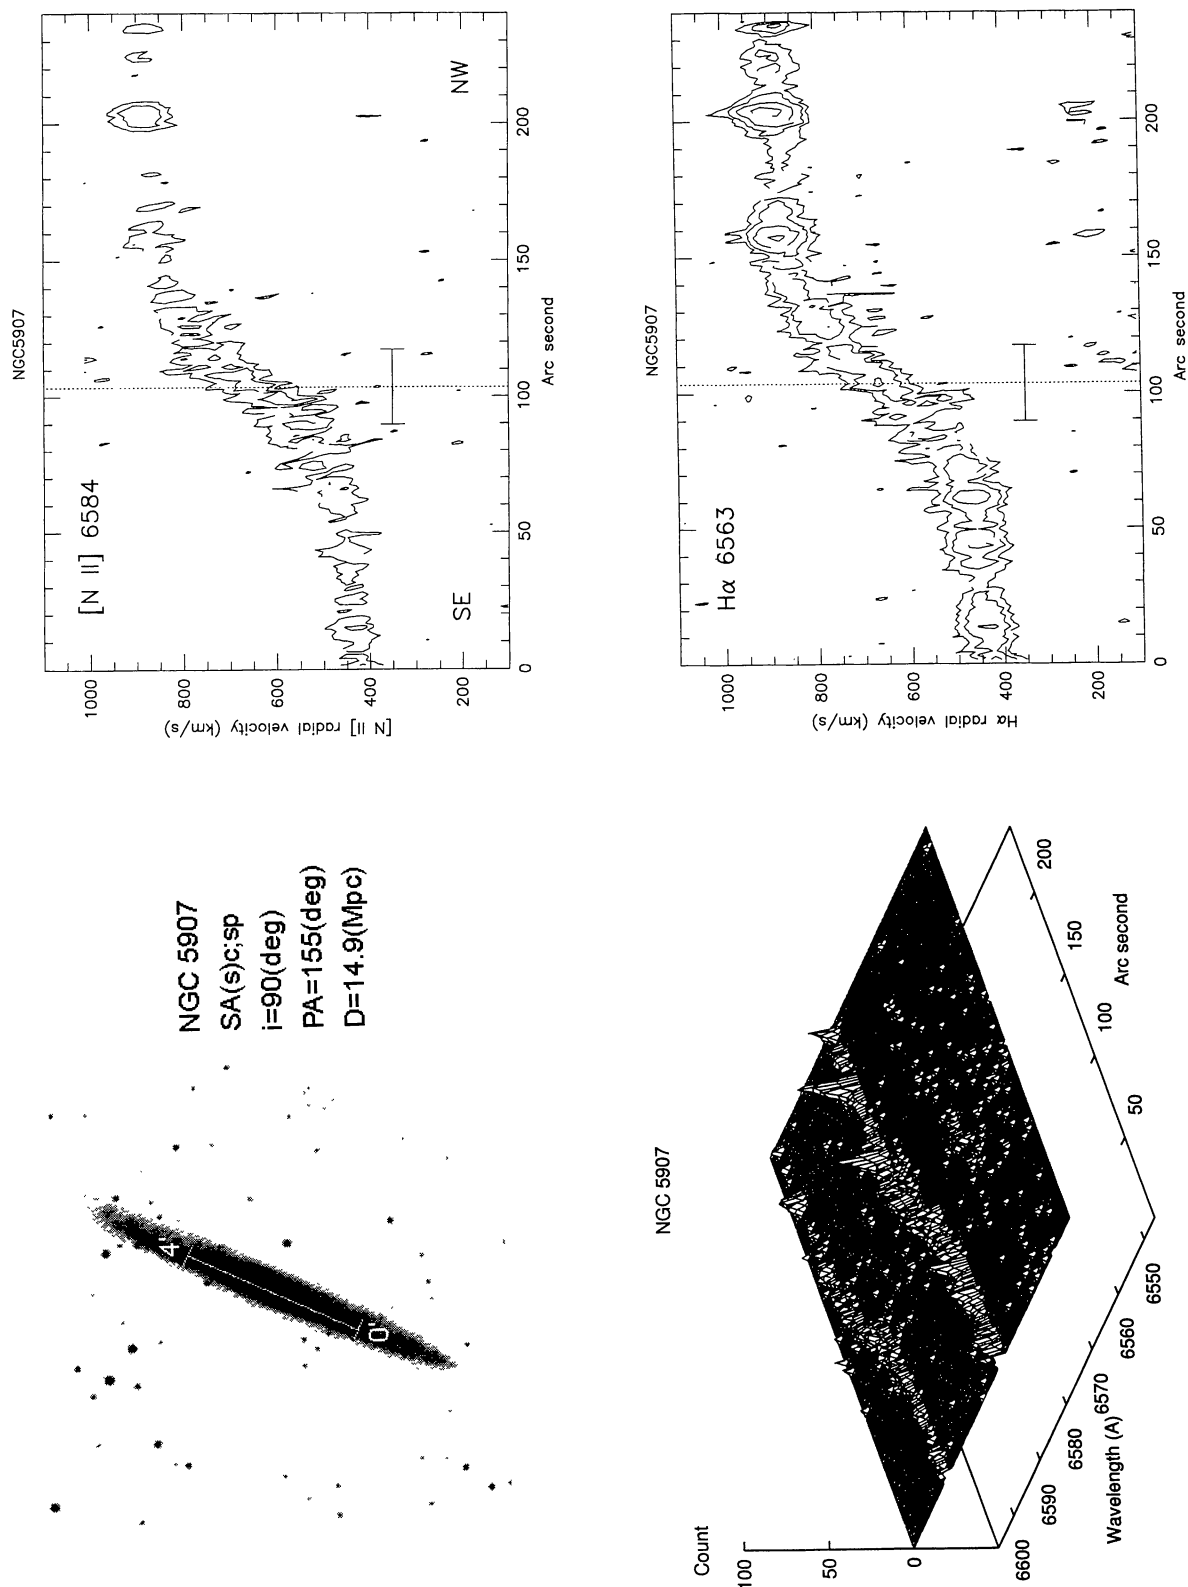 NGC 5907
SA(s)c;sp
i=90(deg)
PA=155(deg)
D=14.9(Mpc)
4'
0'
NGC5907
[N II] 6584
SE
NW
1000
800
600
400
200
[N II] radial velocity (km/s)
0
50
100
150
200
Arc second
NGC 5907
Count
100
50
0
6600
6590
6580
6570
6560
6550
Wavelength (A)
50
100
150
200
Arc second
NGC5907
Hα 6563
1000
800
600
400
200
Hα radial velocity (km/s)
0
50
100
150
200
Arc second